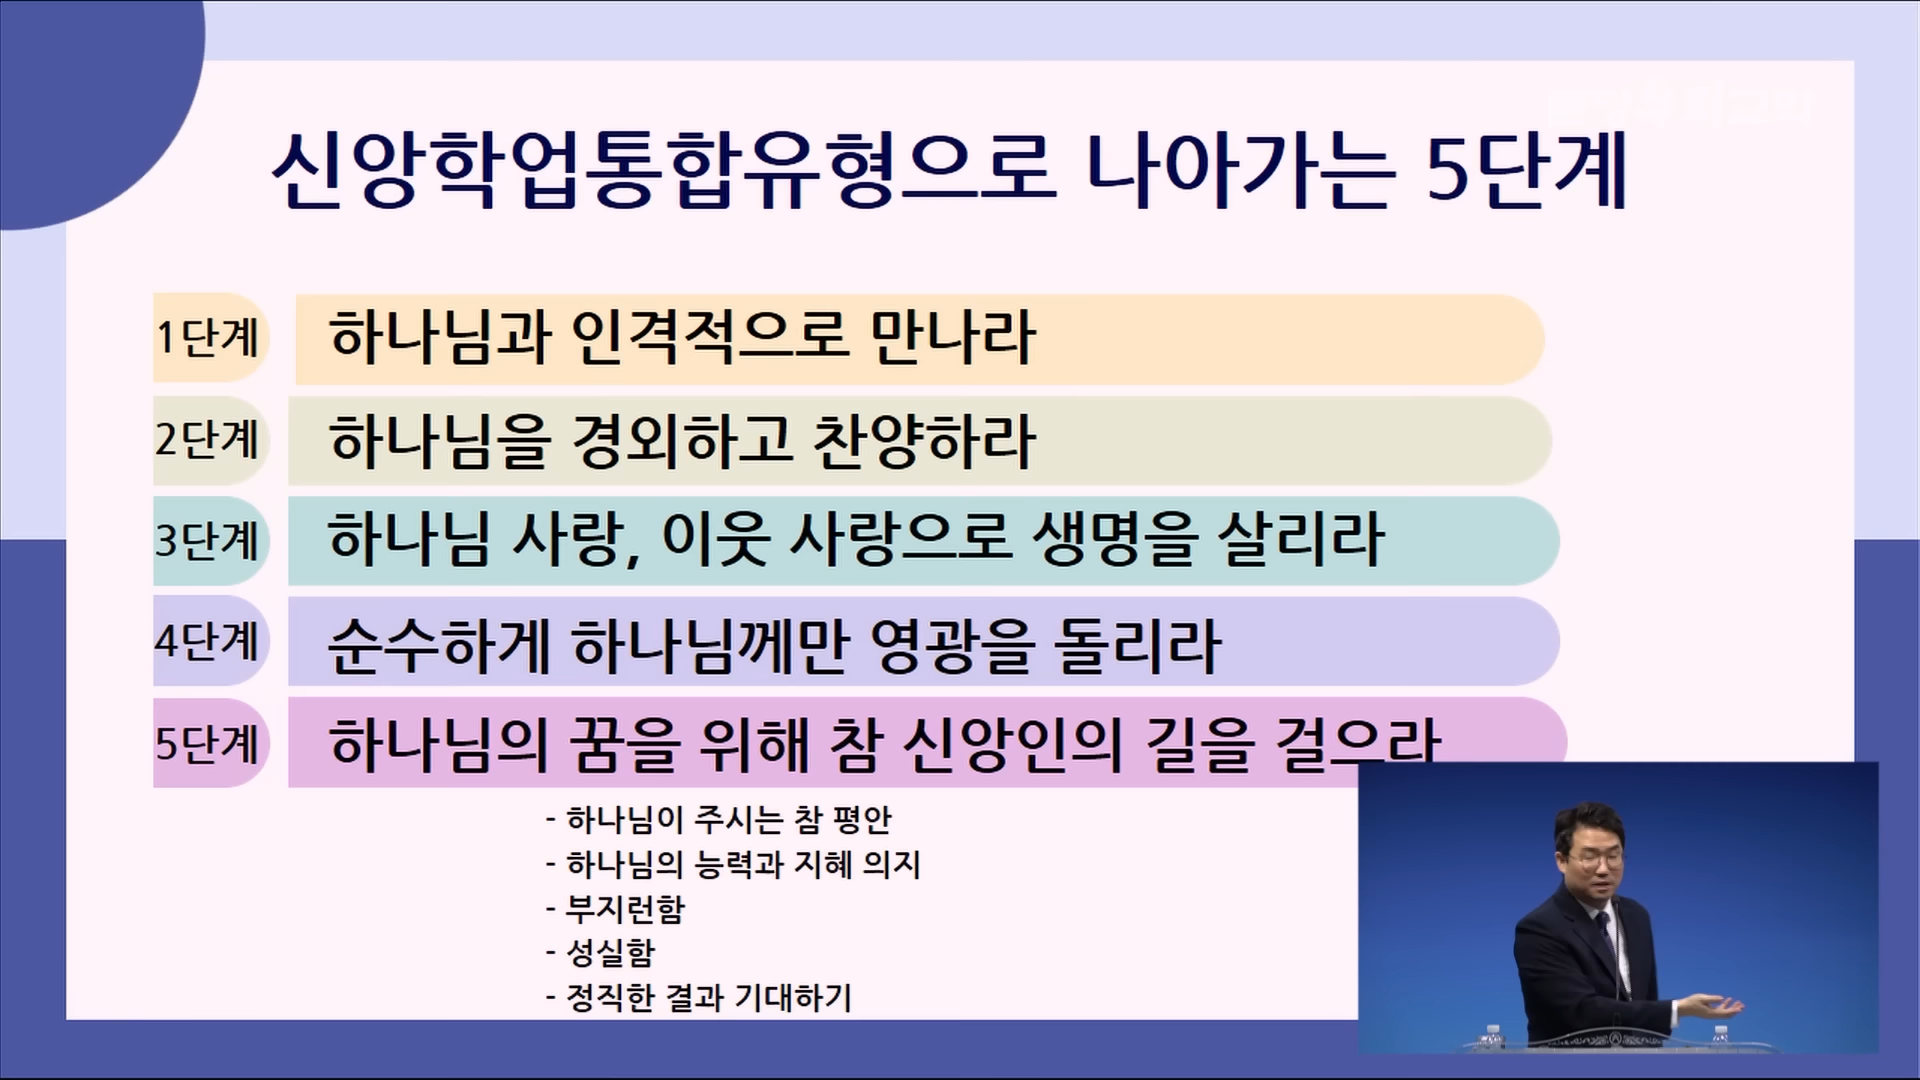 신앙학업통합유형으로 나아가는 5단계
1단계 하나님과 인격적으로 만나라
2단계 하나님을 경외하고 찬양하라
3단계 하나님 사랑, 이웃 사랑으로 생명을 살리라
4단계 순수하게 하나님께만 영광을 돌리라
5단계 하나님의 꿈을 위해 참 신앙인의 길을 걸으라
- 하나님이 주시는 참 평안
- 하나님의 능력과 지혜 의지
- 부지런함
- 성실함
- 정직한 결과 기대하기